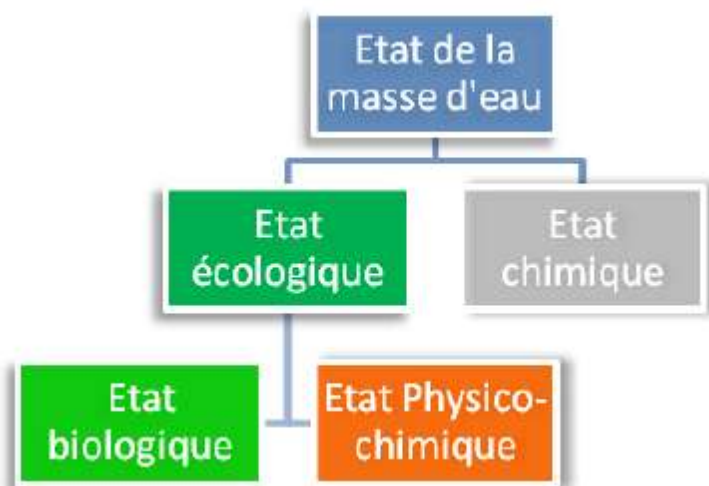 Etat de la
masse d'eau
Etat
écologique
Etat
chimique
Etat
biologique
Etat Physico-
chimique